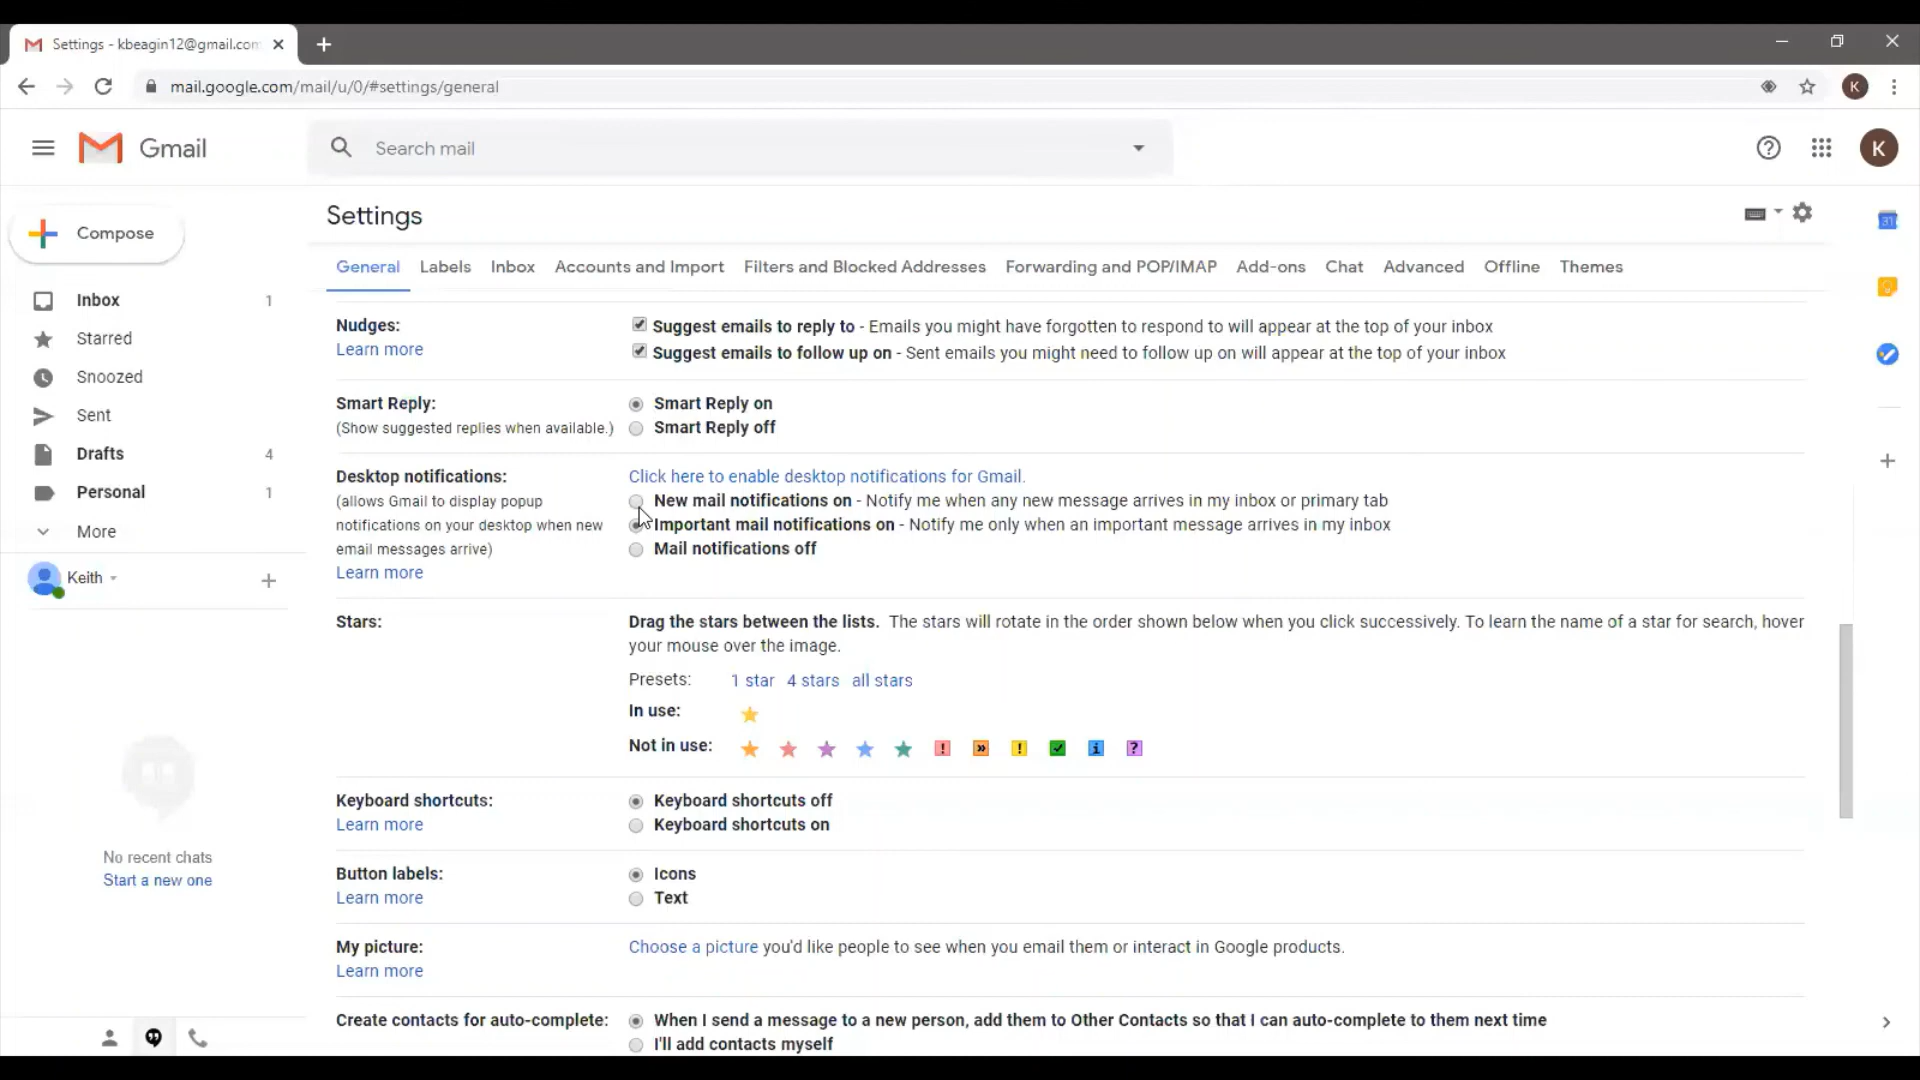 Settings - kbeagin12@gmail.com
mail.google.com/mail/u/0/#settings/general
K
Gmail
Search mail
K
Compose
Settings
General Labels Inbox Accounts and Import Filters and Blocked Addresses Forwarding and POP/IMAP Add-ons Chat Advanced Offline Themes
31
Inbox 1
Starred
Snoozed
Sent
Drafts 4
Personal 1
More
Keith
No recent chats
Start a new one
Nudges:
Learn more
Suggest emails to reply to - Emails you might have forgotten to respond to will appear at the top of your inbox
Suggest emails to follow up on - Sent emails you might need to follow up on will appear at the top of your inbox
Smart Reply:
(Show suggested replies when available.)
Smart Reply on
Smart Reply off
Desktop notifications:
(allows Gmail to display popup
notifications on your desktop when new
email messages arrive)
Learn more
Click here to enable desktop notifications for Gmail.
New mail notifications on - Notify me when any new message arrives in my inbox or primary tab
Important mail notifications on - Notify me only when an important message arrives in my inbox
Mail notifications off
Stars:
Drag the stars between the lists. The stars will rotate in the order shown below when you click successively. To learn the name of a star for search, hover
your mouse over the image.
Presets: 1 star 4 stars all stars
In use:
Not in use: ! » ! i ?
Keyboard shortcuts:
Learn more
Keyboard shortcuts off
Keyboard shortcuts on
Button labels:
Learn more
Icons
Text
My picture:
Learn more
Choose a picture you'd like people to see when you email them or interact in Google products.
Create contacts for auto-complete:
When I send a message to a new person, add them to Other Contacts so that I can auto-complete to them next time
I'll add contacts myself